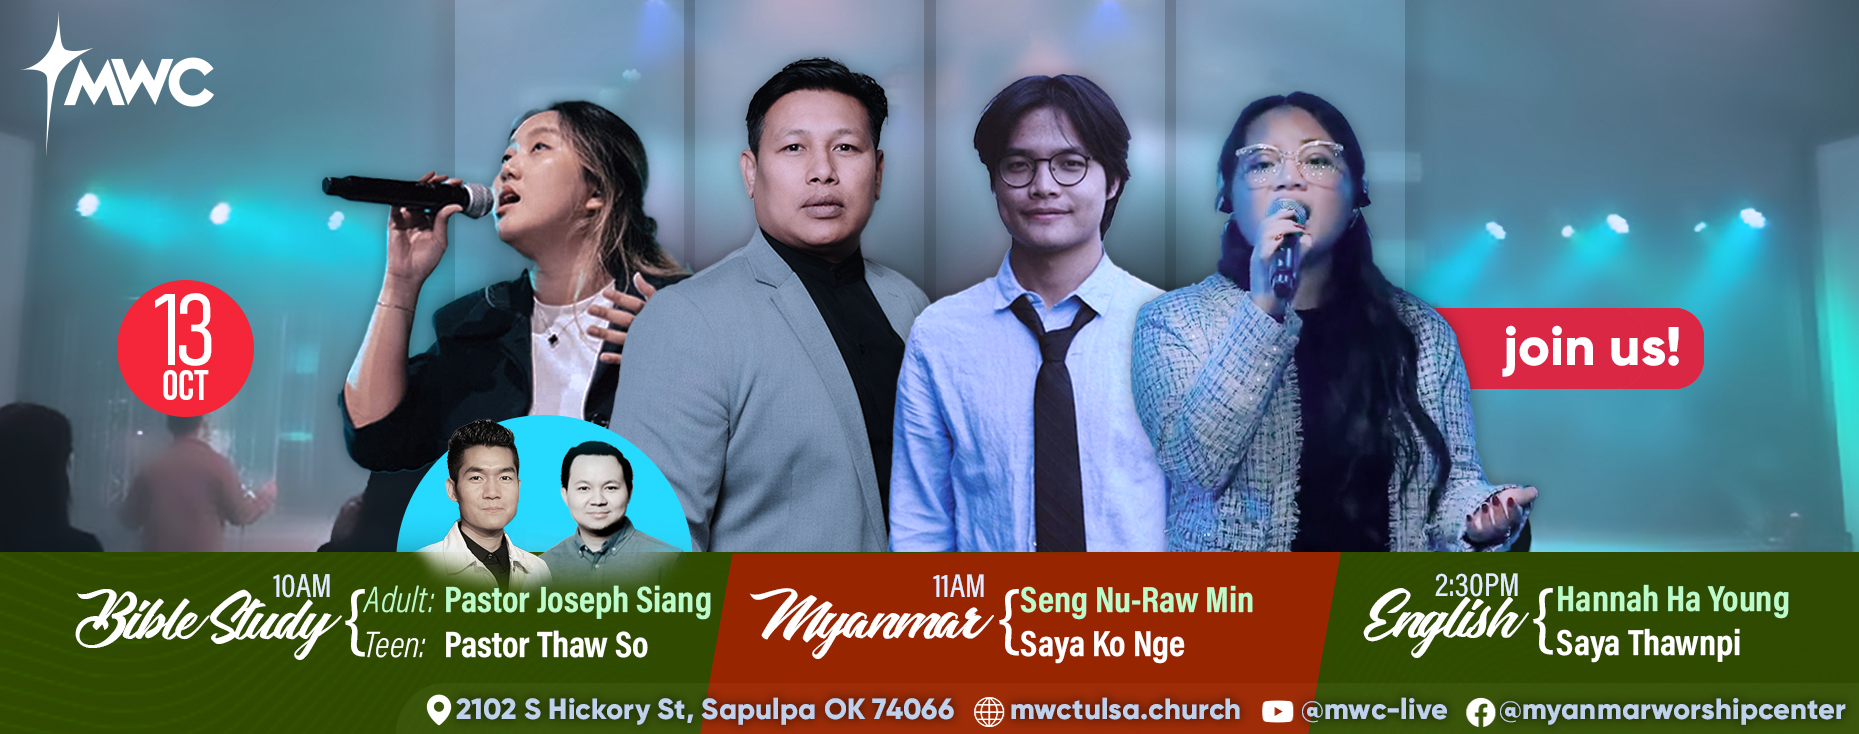 MWC
13
OCT
join us!
Bible Study 10AM
Adult: Pastor Joseph Siang
Teen: Pastor Thaw So
Myanmar 11AM
Seng Nu-Raw Min
Saya Ko Nge
English 2:30PM
Hannah Ha Young
Saya Thawnpi
2102 S Hickory St, Sapulpa OK 74066 mwctulsa.church @mwc-live @myanmarworshipcenter